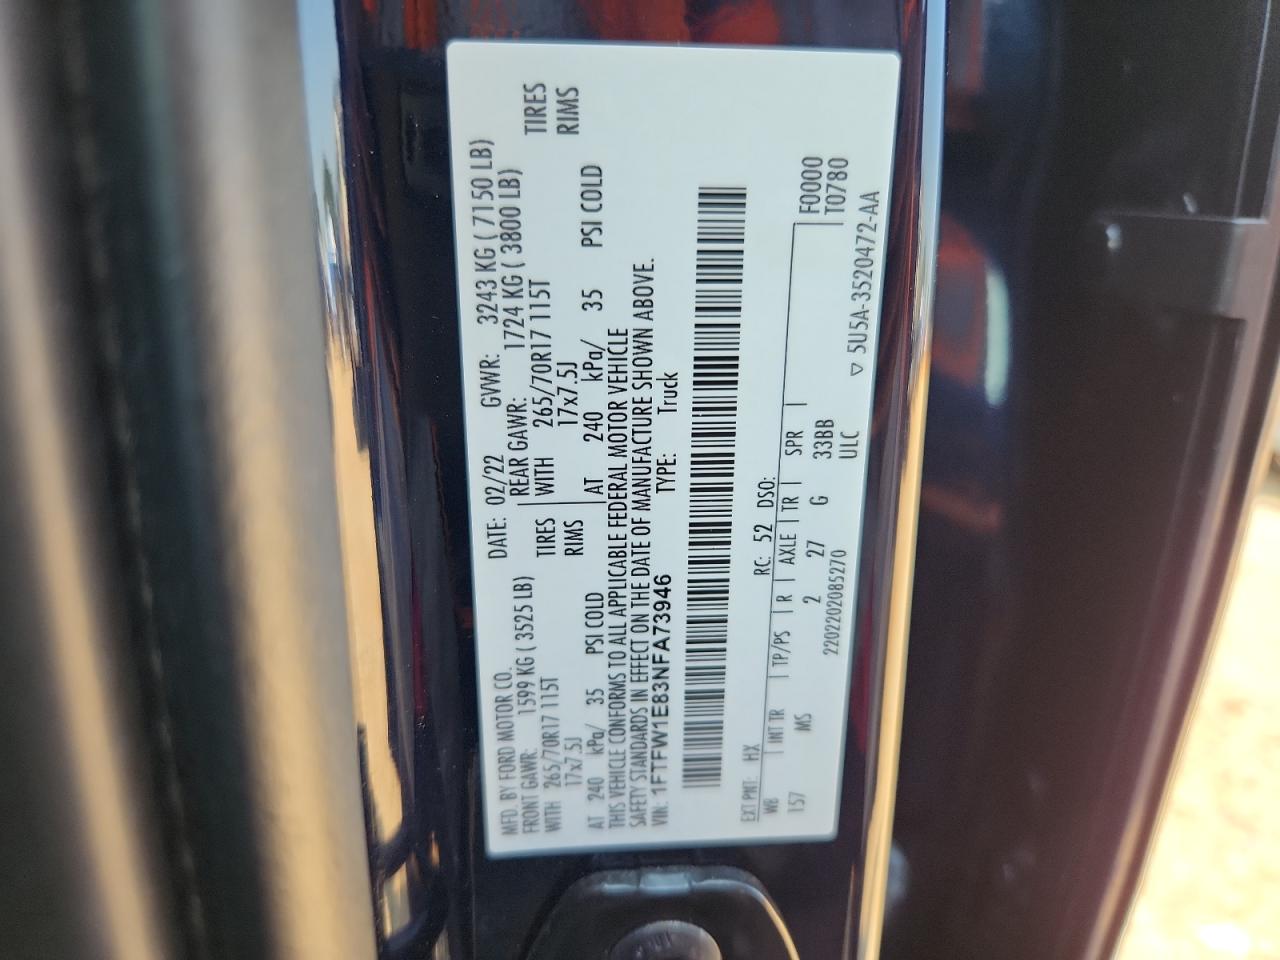 MFD. BY FORD MOTOR CO. DATE: 02/22 GVWR: 3243 KG ( 7150 LB)
FRONT GAWR: 1599 KG ( 3525 LB) REAR GAWR: 1724 KG ( 3800 LB)
WITH 265/70R17 115T TIRES WITH 265/70R17 115T TIRES
17x7.5J RIMS 17x7.5J RIMS
AT 240 kPa/ 35 PSI COLD AT 240 kPa/ 35 PSI COLD
THIS VEHICLE CONFORMS TO ALL APPLICABLE FEDERAL MOTOR VEHICLE
SAFETY STANDARDS IN EFFECT ON THE DATE OF MANUFACTURE SHOWN ABOVE.
VIN: 1FTFW1E83NFA73946 TYPE: Truck
EXT PNT: HX RC: 52 DSO:
WB INT TR TP/PS R AXLE TR SPR F0000
157 MS 2 27 G 33BB T0780
ULC
2202202085270 ▽ 5U5A-3520472-AA